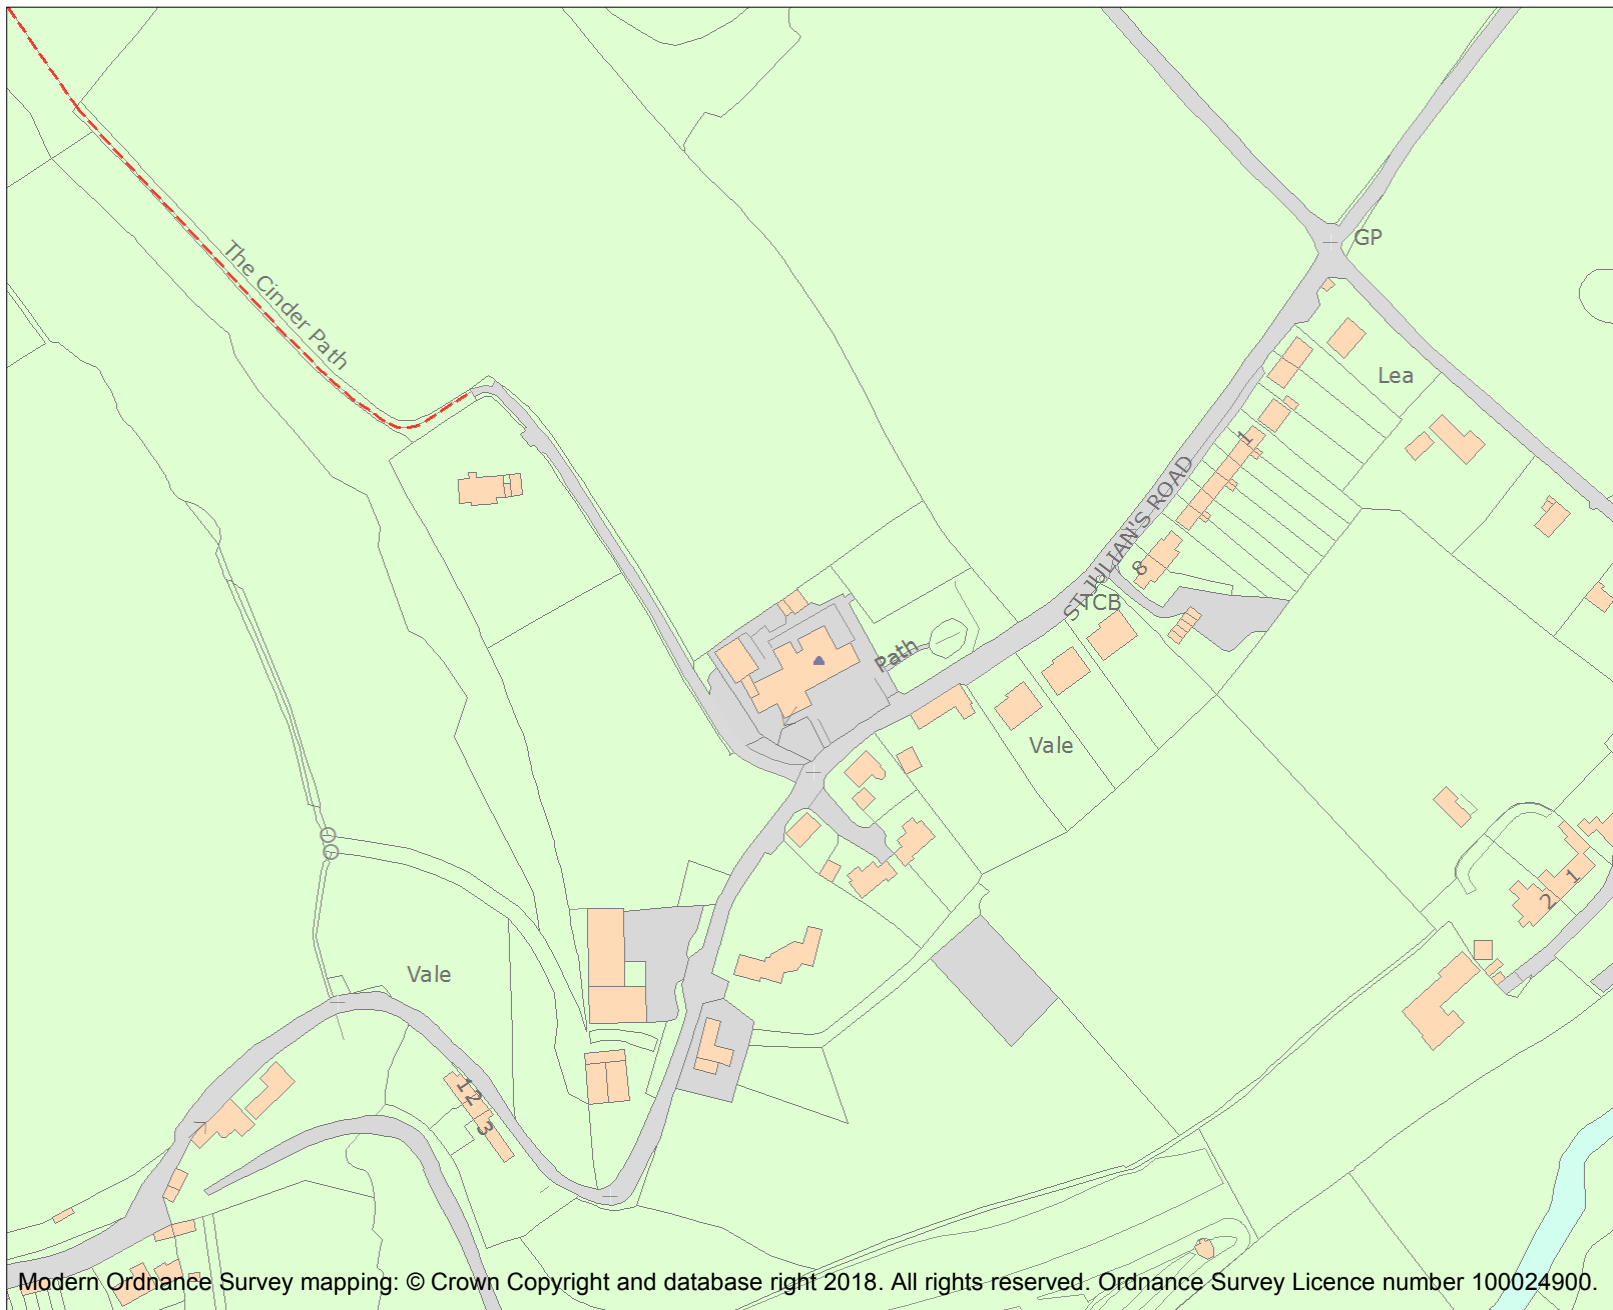 GP
The Cinder Path
Lea
1
ST JULIAN'S ROAD
8
TCB
Path
Vale
1
2
Vale
1
2
3
Modern Ordnance Survey mapping: © Crown Copyright and database right 2018. All rights reserved. Ordnance Survey Licence number 100024900.